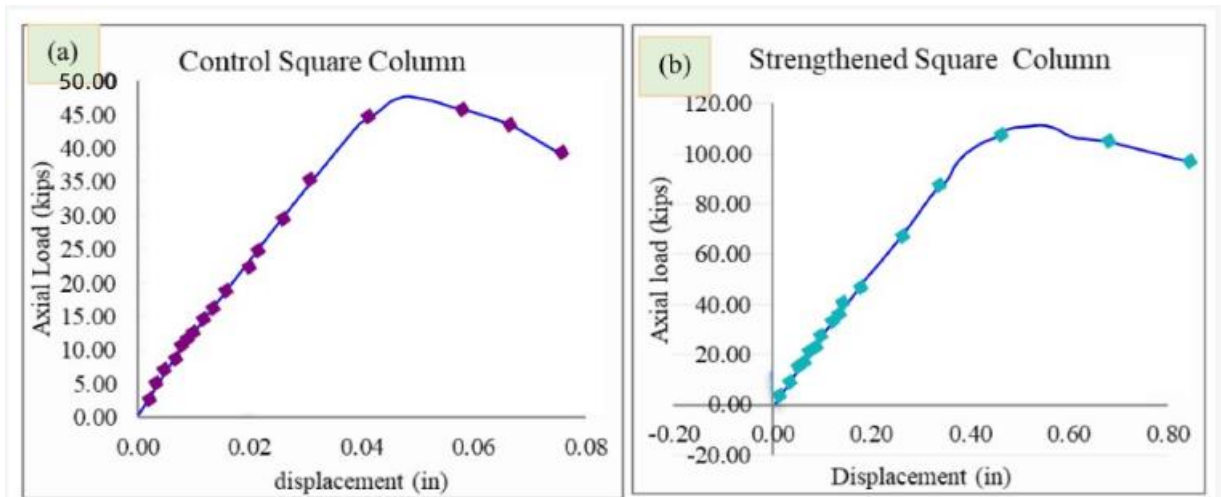 (a)
Control Square Column
50.00
45.00
40.00
35.00
30.00
25.00
20.00
15.00
10.00
5.00
0.00
Axial Load (kips)
0.00 0.02 0.04 0.06 0.08
displacement (in)
(b)
Strengthened Square Column
120.00
100.00
80.00
60.00
40.00
20.00
0.00
-20.00
Axial load (kips)
-0.20 0.00 0.20 0.40 0.60 0.80
Displacement (in)